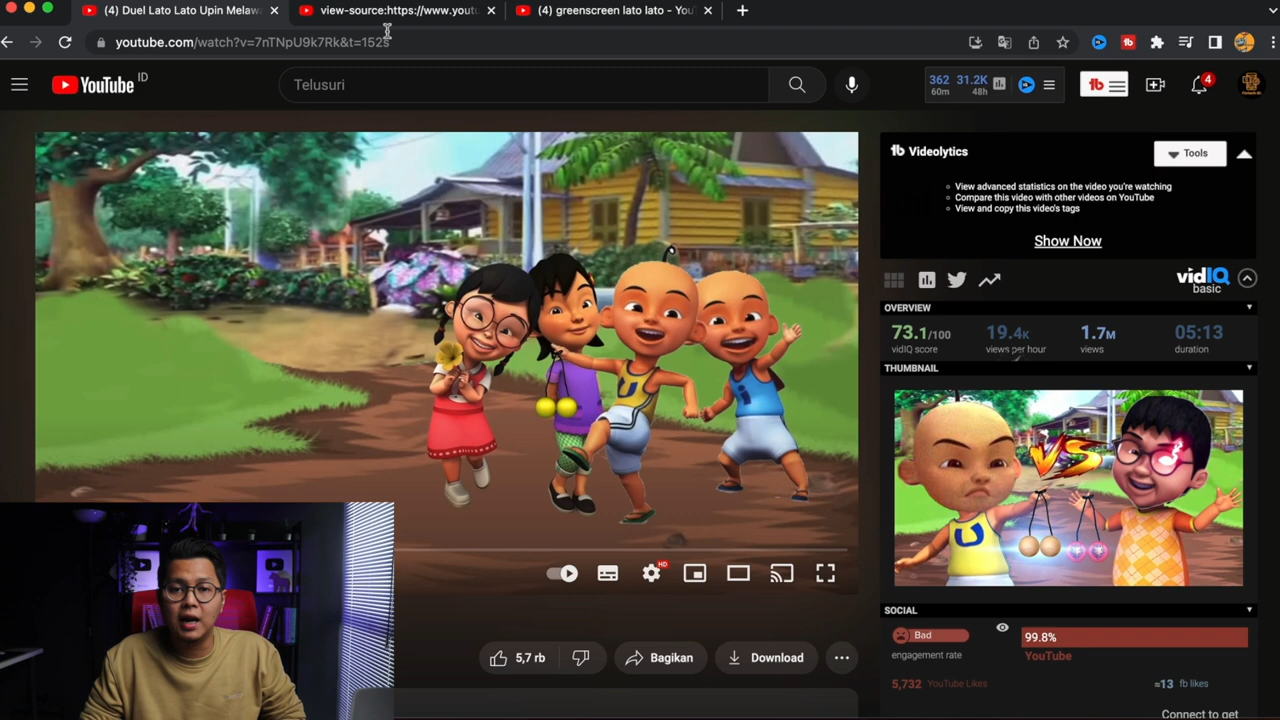 (4) Duel Lato Lato Upin Melaw
view-source:https://www.yout
(4) greenscreen lato lato - You
youtube.com/watch?v=7nTNpU9k7Rk&t=152s
YouTube ID
Telusuri
362 31.2K
60m 48h
tb
4
tb Videolytics
Tools
View advanced statistics on the video you're watching
Compare this video with other videos on YouTube
View and copy this video's tags
Show Now
vidIQ
basic
OVERVIEW
73.1/100 19.4K 1.7M 05:13
vidIQ score views per hour views duration
THUMBNAIL
VS
U
U
i
HD
SOCIAL
Bad
engagement rate
99.8%
YouTube
5,732 YouTube Likes
≈13 fb likes
Connect to get
5,7 rb
Bagikan
Download